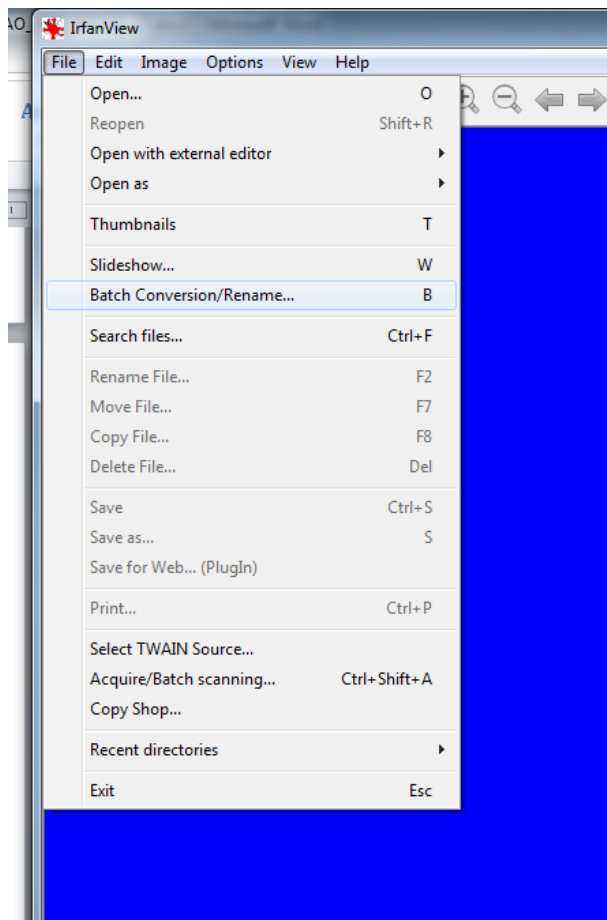 AO_
IrfanView
File Edit Image Options View Help
A
Open... O
Reopen Shift+R
Open with external editor
Open as
Thumbnails T
Slideshow... W
Batch Conversion/Rename... B
Search files... Ctrl+F
Rename File... F2
Move File... F7
Copy File... F8
Delete File... Del
Save Ctrl+S
Save as... S
Save for Web... (PlugIn)
Print... Ctrl+P
Select TWAIN Source...
Acquire/Batch scanning... Ctrl+Shift+A
Copy Shop...
Recent directories
Exit Esc